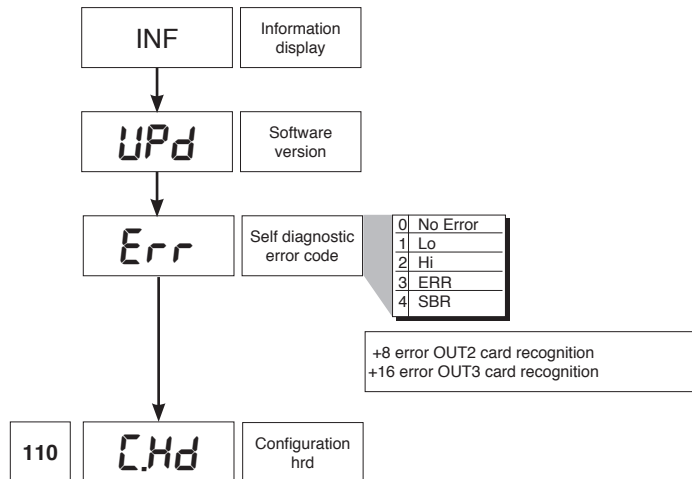 INF
Information
display
UPd
Software
version
Err
Self diagnostic
error code
0 No Error
1 Lo
2 Hi
3 ERR
4 SBR
+8 error OUT2 card recognition
+16 error OUT3 card recognition
110
C.Hd
Configuration
hrd